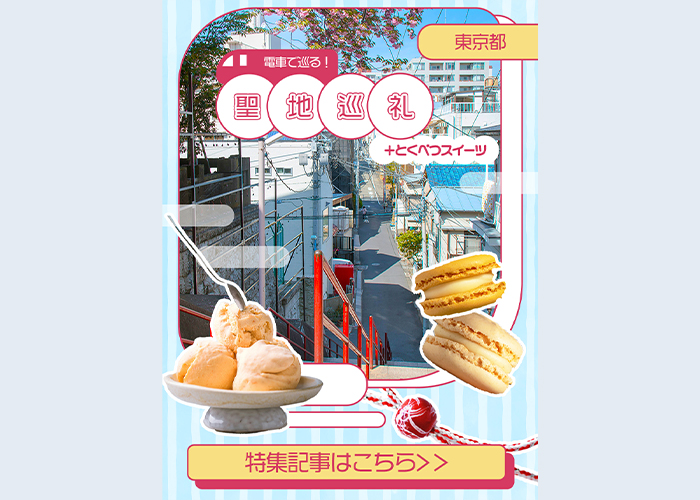 東京都
電車で巡る！
聖地巡礼
+とくべつスイーツ
特集記事はこちら>>